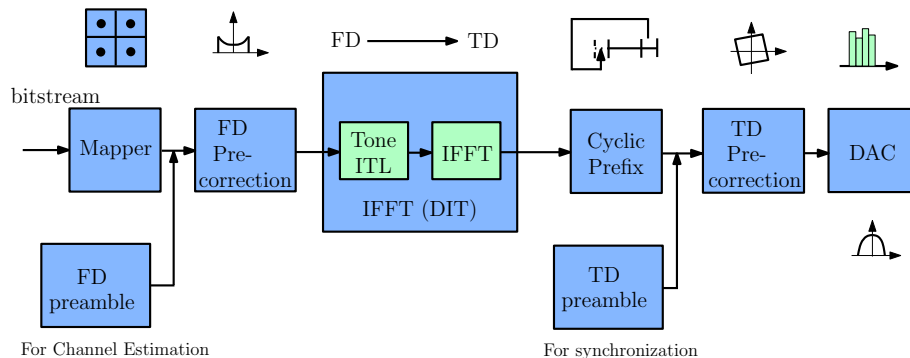 FD TD
bitstream
Mapper
FD
Pre-
correction
Tone
ITL
IFFT
IFFT (DIT)
Cyclic
Prefix
TD
Pre-
correction
DAC
FD
preamble
TD
preamble
For Channel Estimation
For synchronization